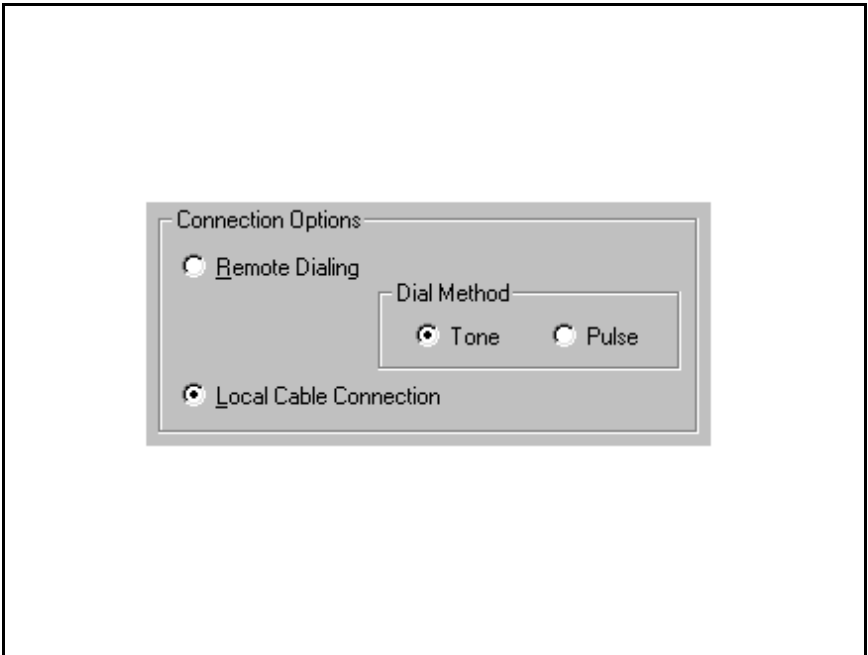 Connection Options
Remote Dialing
Dial Method
Tone Pulse
Local Cable Connection